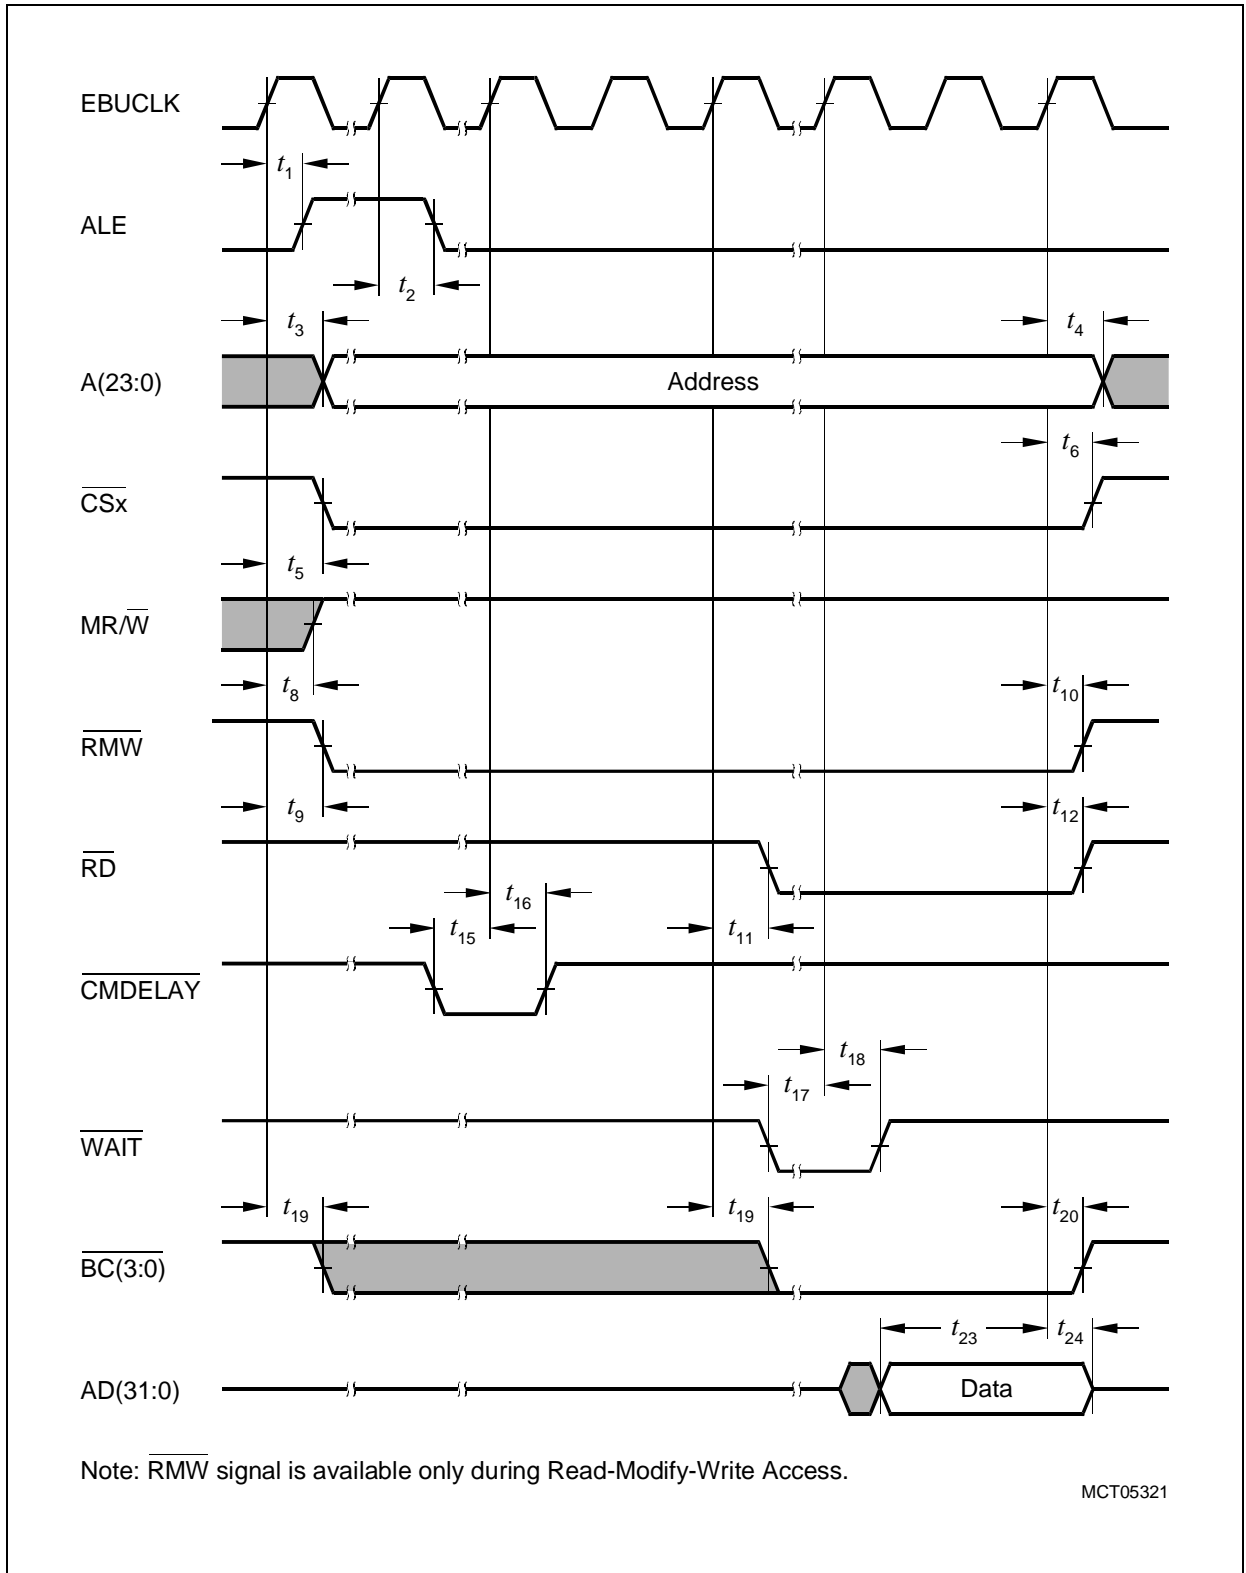 EBUCLK
t1
ALE
t2
t3
t4
A(23:0)
Address
t6
CSx
t5
MR/W
t8
t10
RMW
t9
t12
RD
t16
t15
t11
CMDELAY
t18
t17
WAIT
t19
t19
t20
BC(3:0)
t23
t24
AD(31:0)
Data
Note: RMW signal is available only during Read-Modify-Write Access.
MCT05321